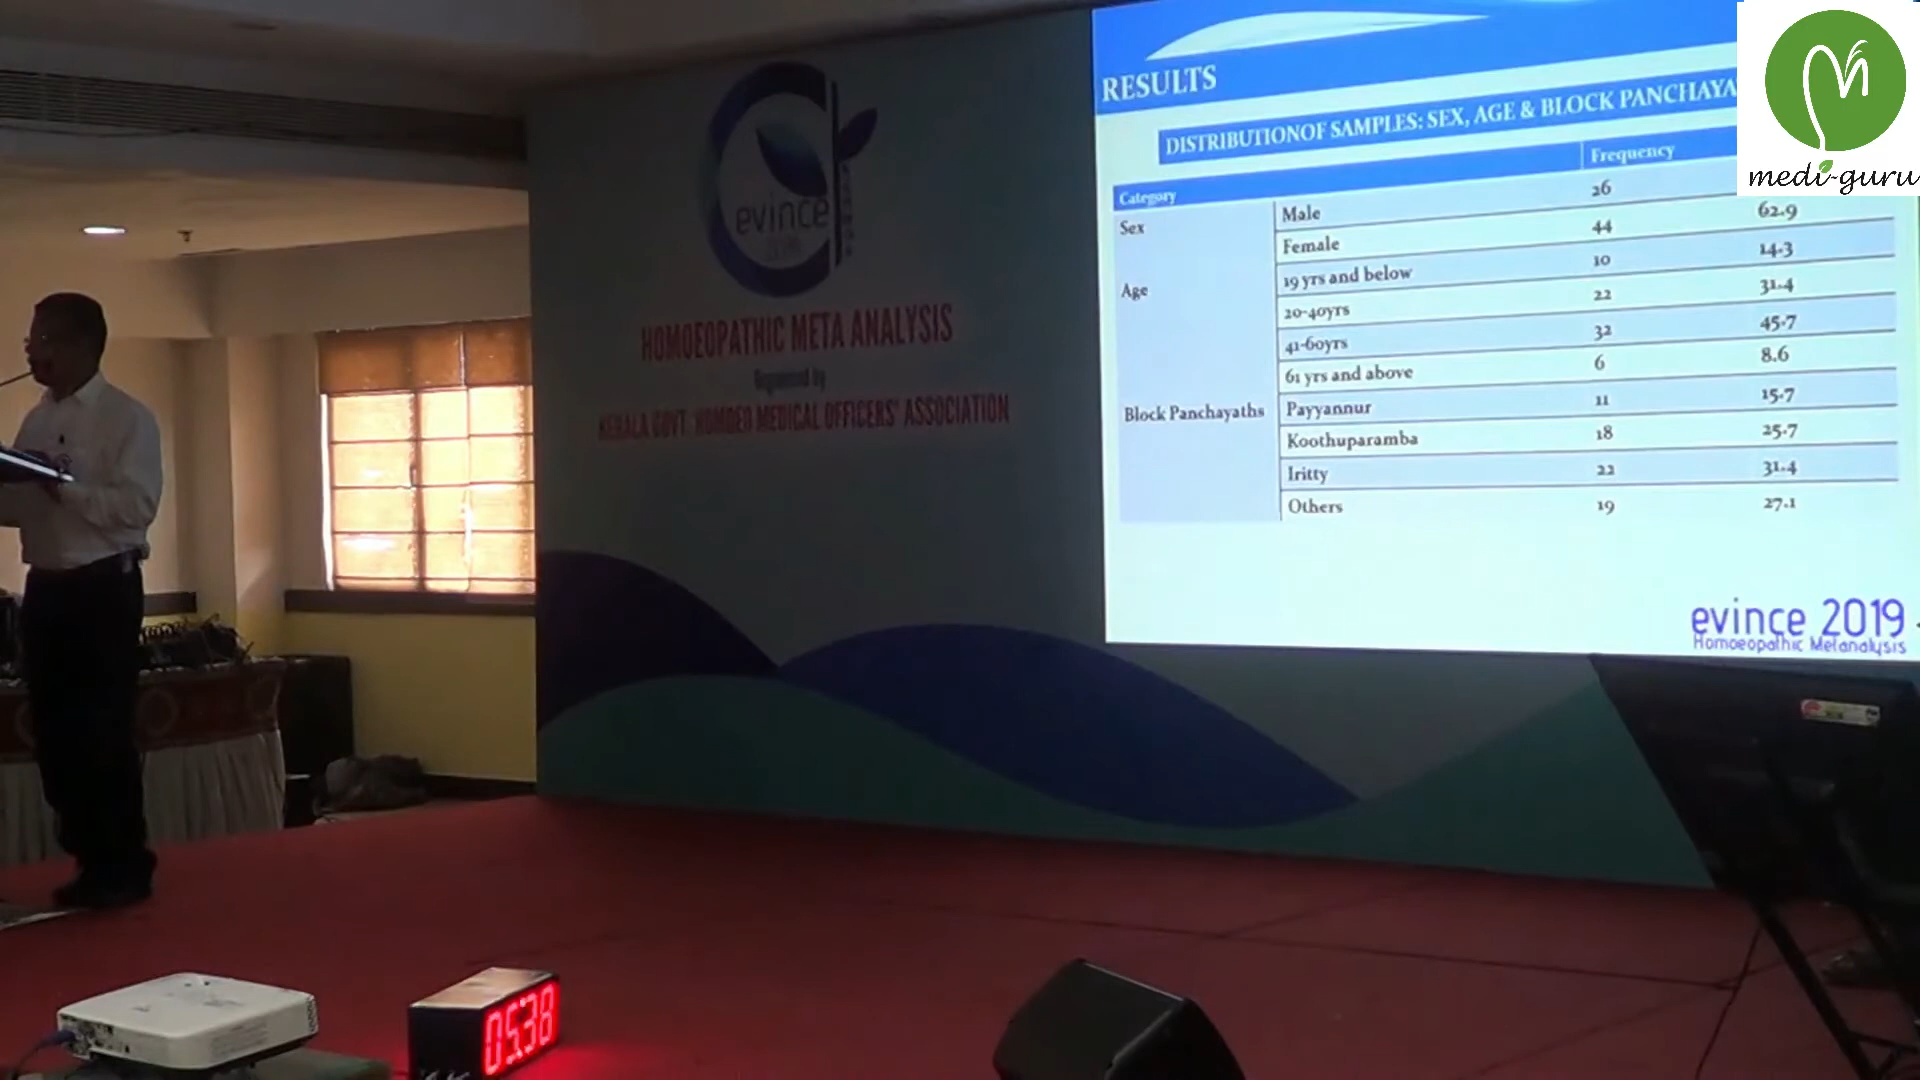 RESULTS
DISTRIBUTIONOF SAMPLES: SEX, AGE & BLOCK
Category Frequency
Sex Male 26
Female 44 62.9
Age 19 yrs and below 10 14.3
20-40yrs 22 31.4
41-60yrs 32 45.7
61 yrs and above 6 8.6
Block Panchayaths Payyannur 11 15.7
Koothuparamba 18 25.7
Iritty 22 31.4
Others 19 27.1
evince 2019
Homoeopathic Metanalysis
medi-guru
evince
HOMOEOPATHIC META ANALYSIS
Organised by
KERALA GOVT. HOMOEO MEDICAL OFFICERS' ASSOCIATION
05:38